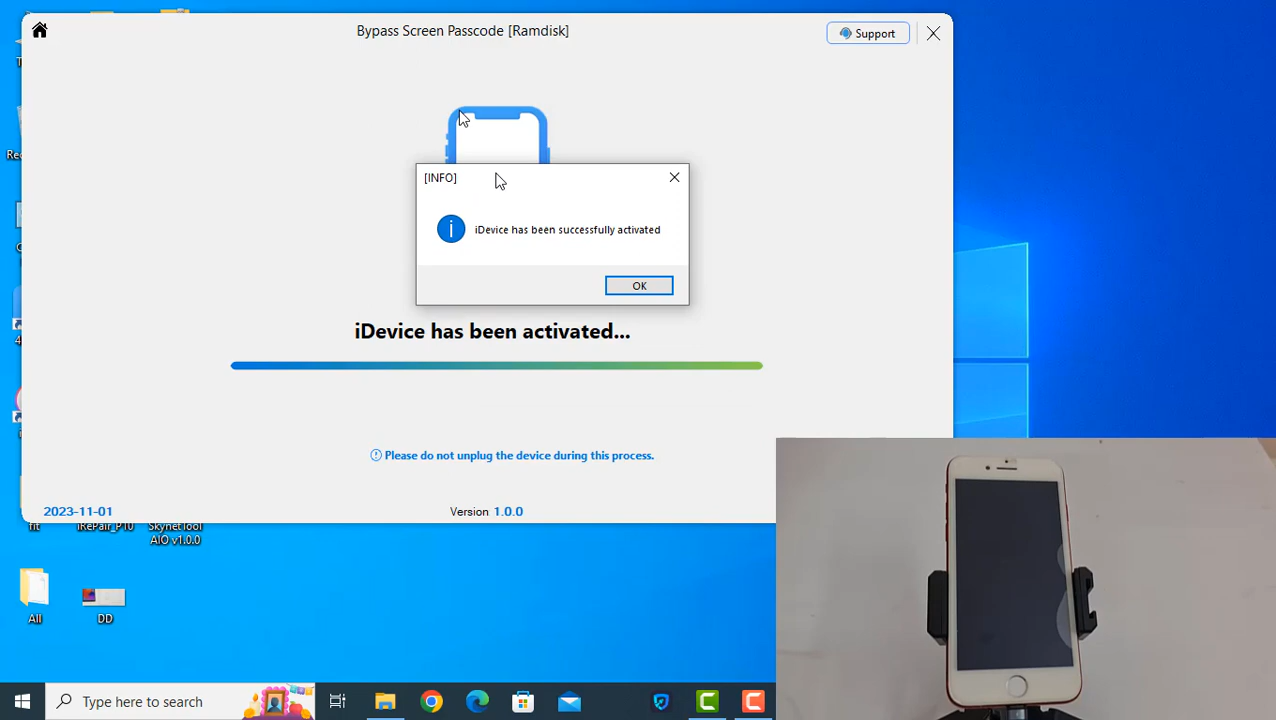 Bypass Screen Passcode [Ramdisk]
Support
[INFO]
iDevice has been successfully activated
OK
iDevice has been activated...
Please do not unplug the device during this process.
2023-11-01
Version 1.0.0
fit
iRepair_P10
SkynetTool
AIO v1.0.0
All
DD
Type here to search